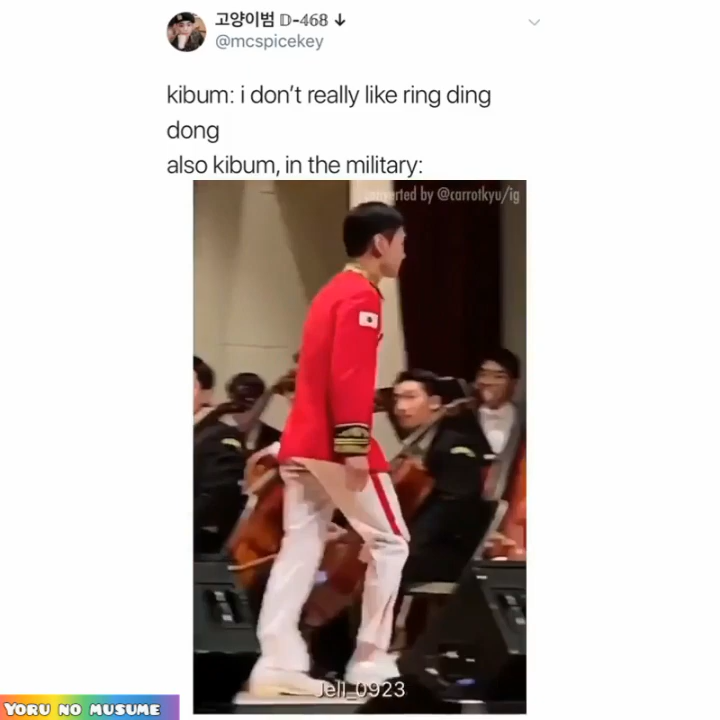 고양이범 𝔻-𝟜𝟞𝟠 ↓
@mcspicekey
kibum: i don't really like ring ding
dong
also kibum, in the military:
verted by @carrotkyu/ig
Jell_0923
YORU NO MUSUME